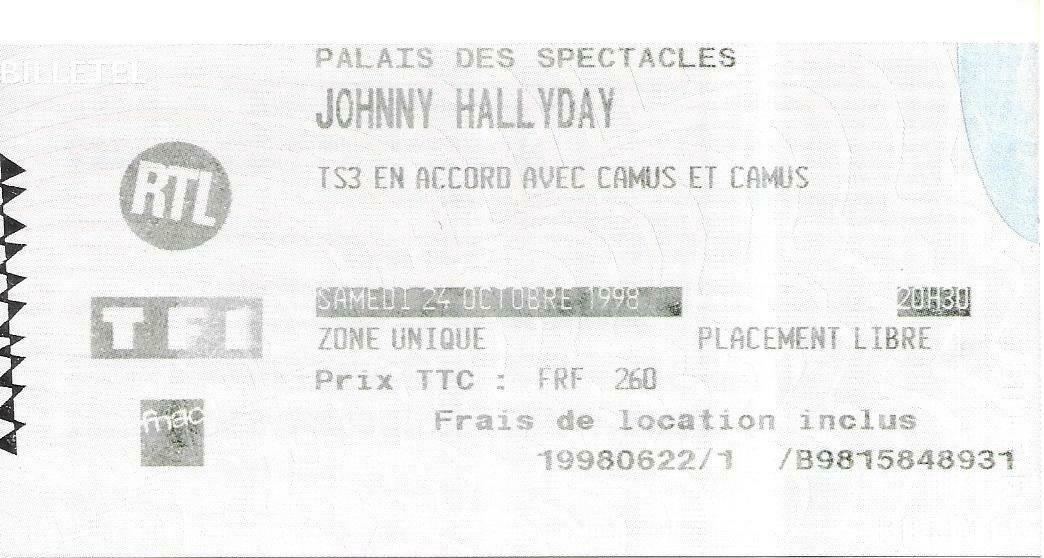 BILLETEL
PALAIS DES SPECTACLES
JOHNNY HALLYDAY
RTL
TS3 EN ACCORD AVEC CAMUS ET CAMUS
SAMEDI 24 OCTOBRE 1998 20H30
TF1
ZONE UNIQUE PLACEMENT LIBRE
Prix TTC : FRF 260
fnac
Frais de location inclus
19980622/1 /B9815848931